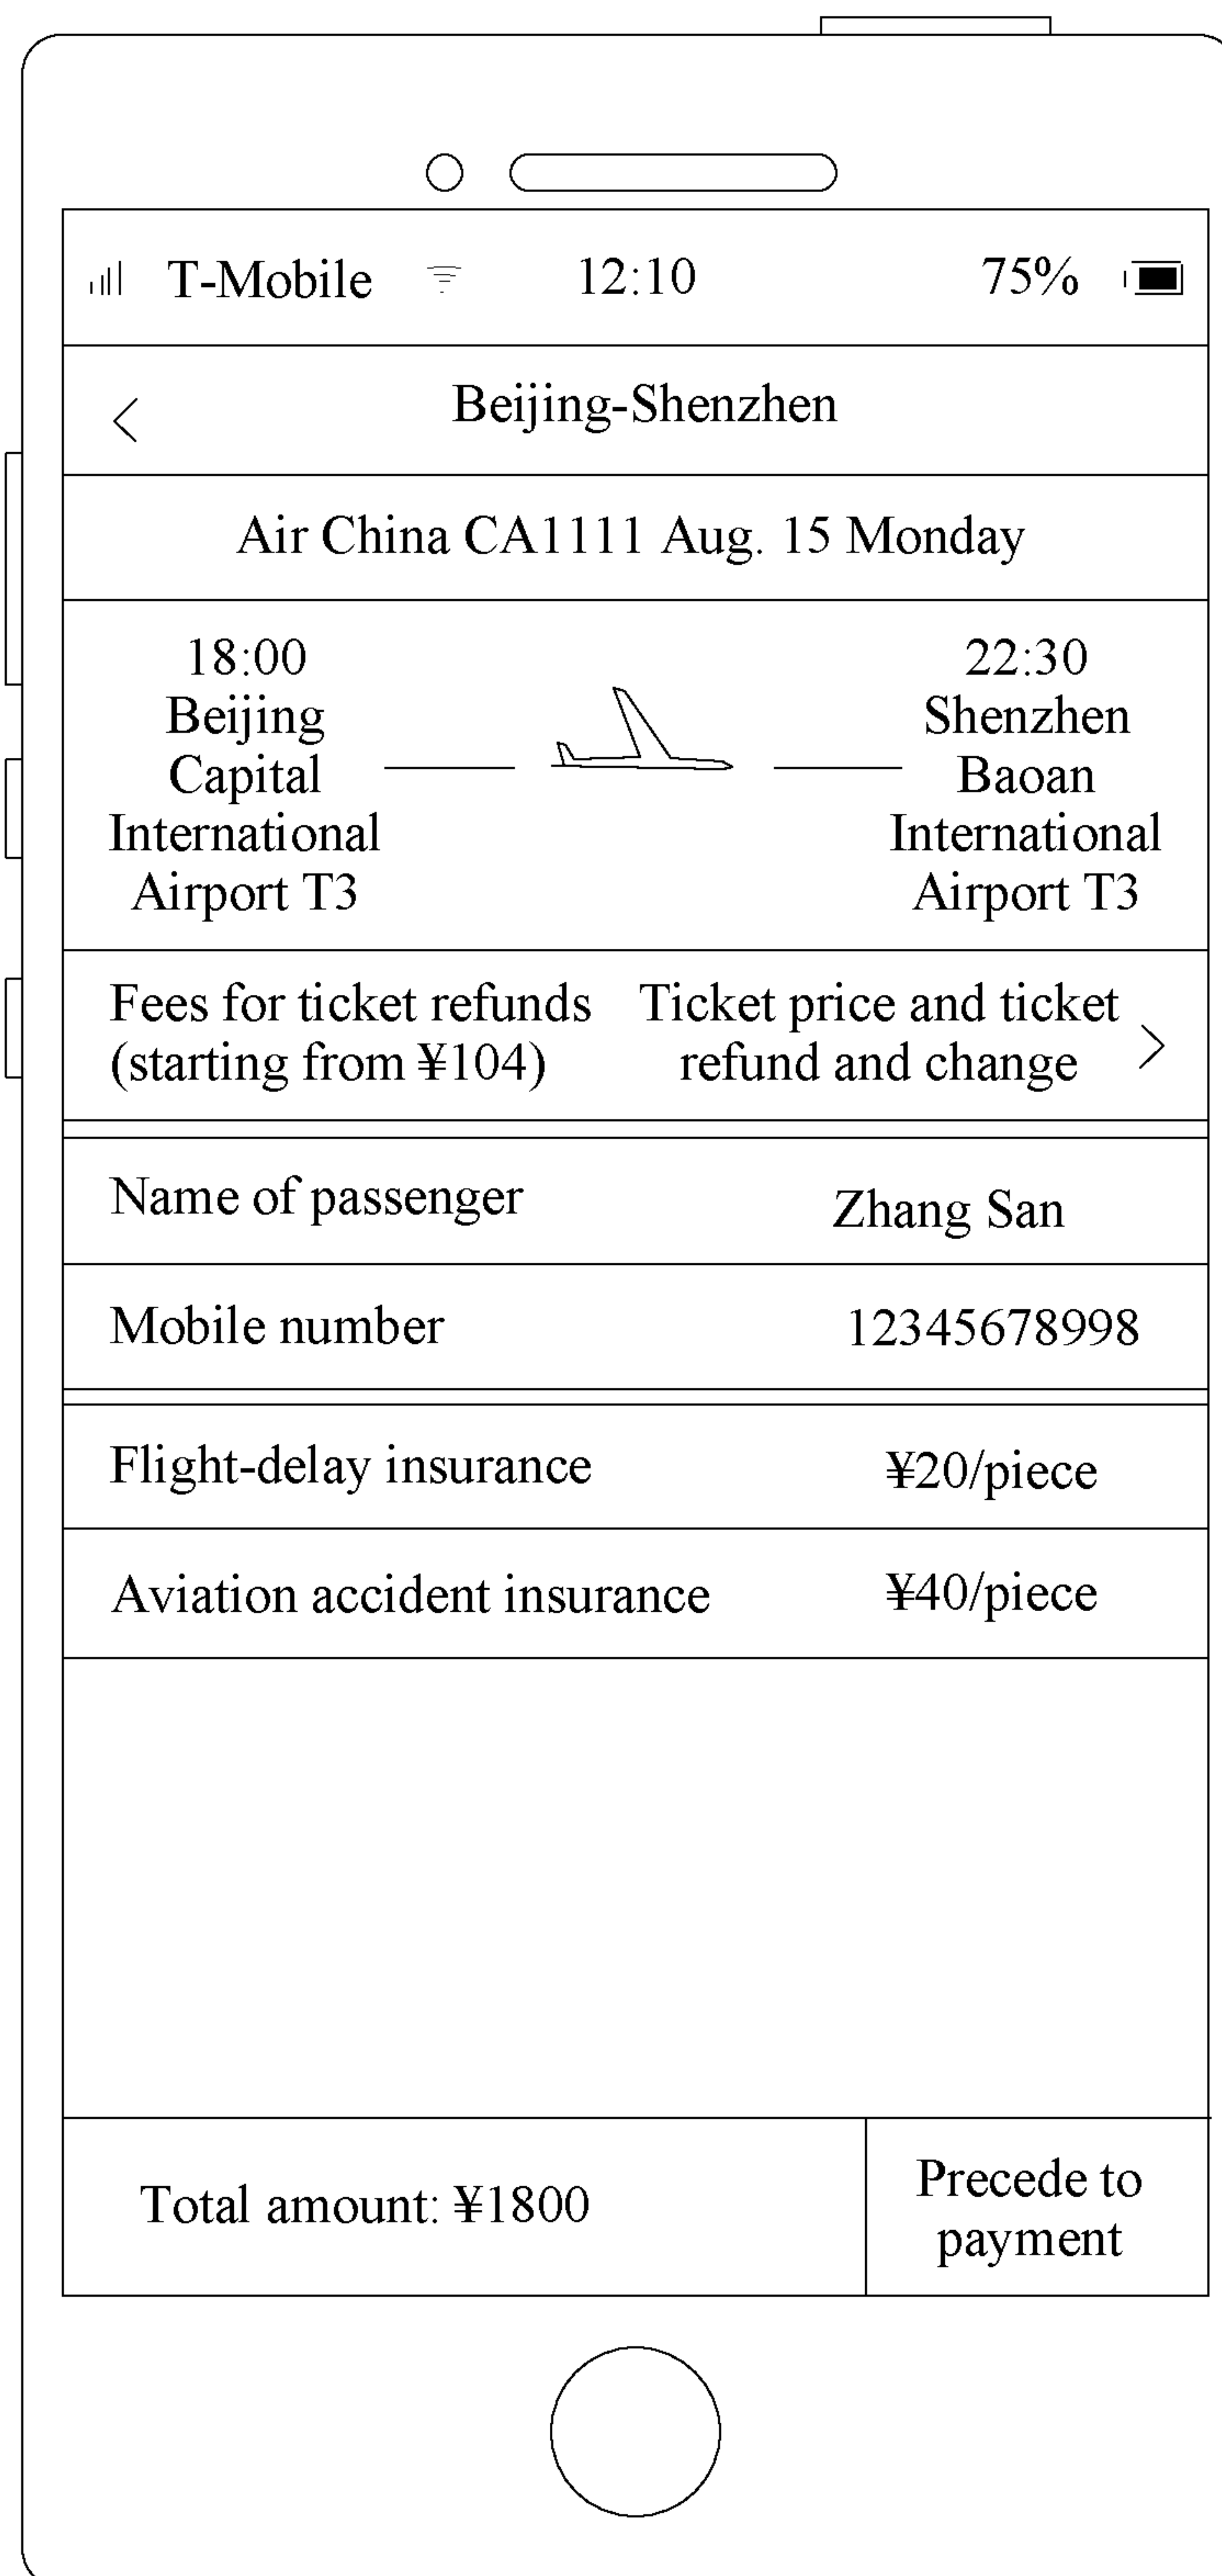 T-Mobile 12:10 75%
Beijing-Shenzhen
Air China CA1111 Aug. 15 Monday
18:00
Beijing
Capital
International
Airport T3
22:30
Shenzhen
Baoan
International
Airport T3
Fees for ticket refunds
(starting from ¥104)
Ticket price and ticket
refund and change
Name of passenger Zhang San
Mobile number 12345678998
Flight-delay insurance ¥20/piece
Aviation accident insurance ¥40/piece
Total amount: ¥1800
Precede to
payment